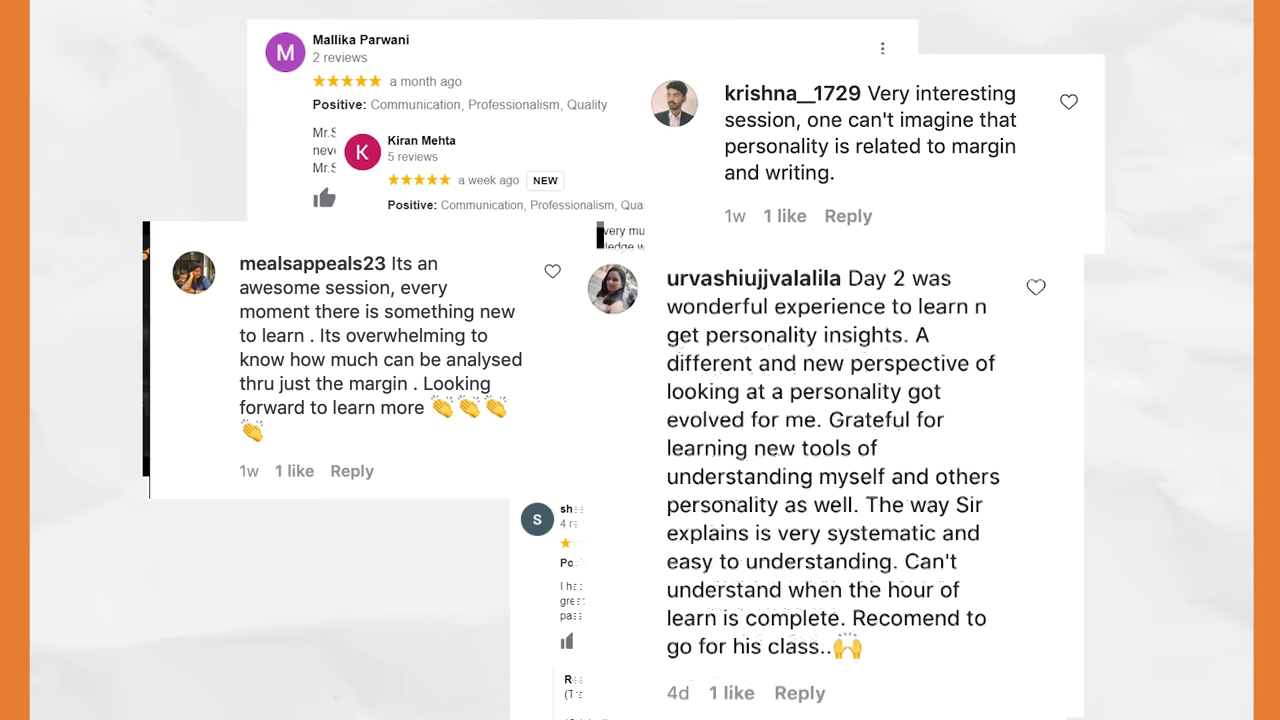 M
Mallika Parwani
2 reviews
a month ago
Positive: Communication, Professionalism, Quality
Mr.S
Mr.S
K
Kiran Mehta
5 reviews
a week ago NEW
Positive: Communication, Professionalism,
very
krishna__1729 Very interesting
session, one can't imagine that
personality is related to margin
and writing.
1w 1 like Reply
mealsappeals23 Its an
awesome session, every
moment there is something new
to learn . Its overwhelming to
know how much can be analysed
thru just the margin . Looking
forward to learn more 👏👏👏
👏
1w 1 like Reply
urvashiujjvalalila Day 2 was
wonderful experience to learn n
get personality insights. A
different and new perspective of
looking at a personality got
evolved for me. Grateful for
learning new tools of
understanding myself and others
personality as well. The way Sir
explains is very systematic and
easy to understanding. Can't
understand when the hour of
learn is complete. Recomend to
go for his class..🙌
4d 1 like Reply
S